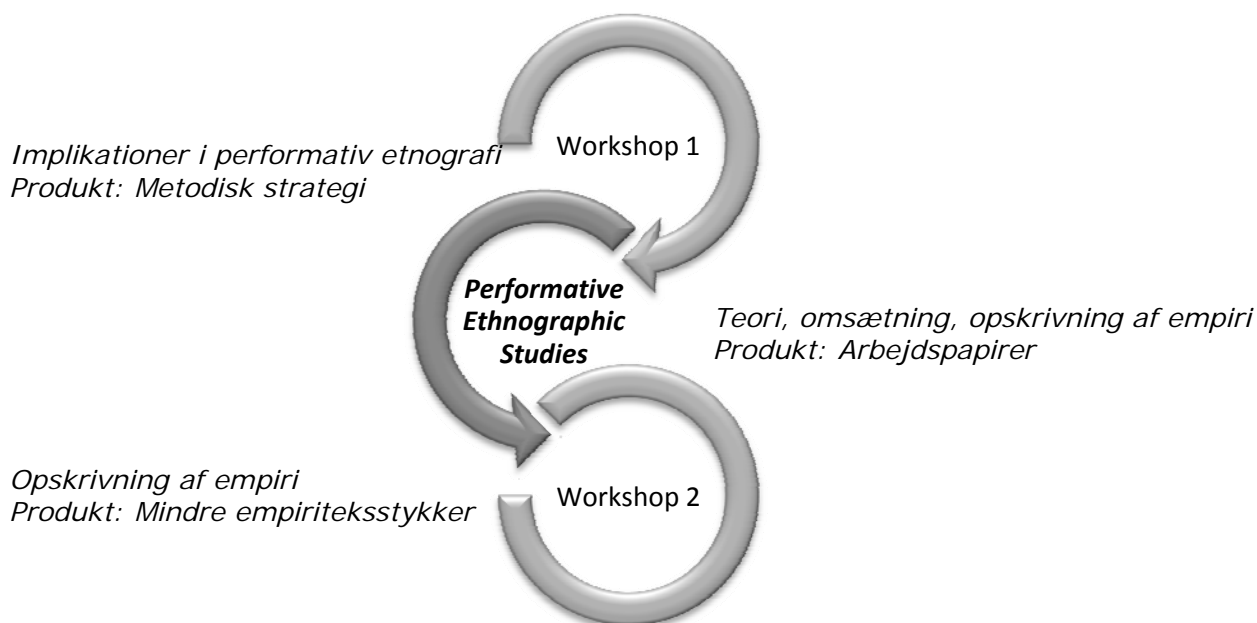 Workshop 1
Implikationer i performativ etnografi
Produkt: Metodisk strategi
Performative
Ethnographic
Studies
Teori, omsætning, opskrivning af empiri
Produkt: Arbejdspapirer
Opskrivning af empiri
Produkt: Mindre empiriteksstykker
Workshop 2